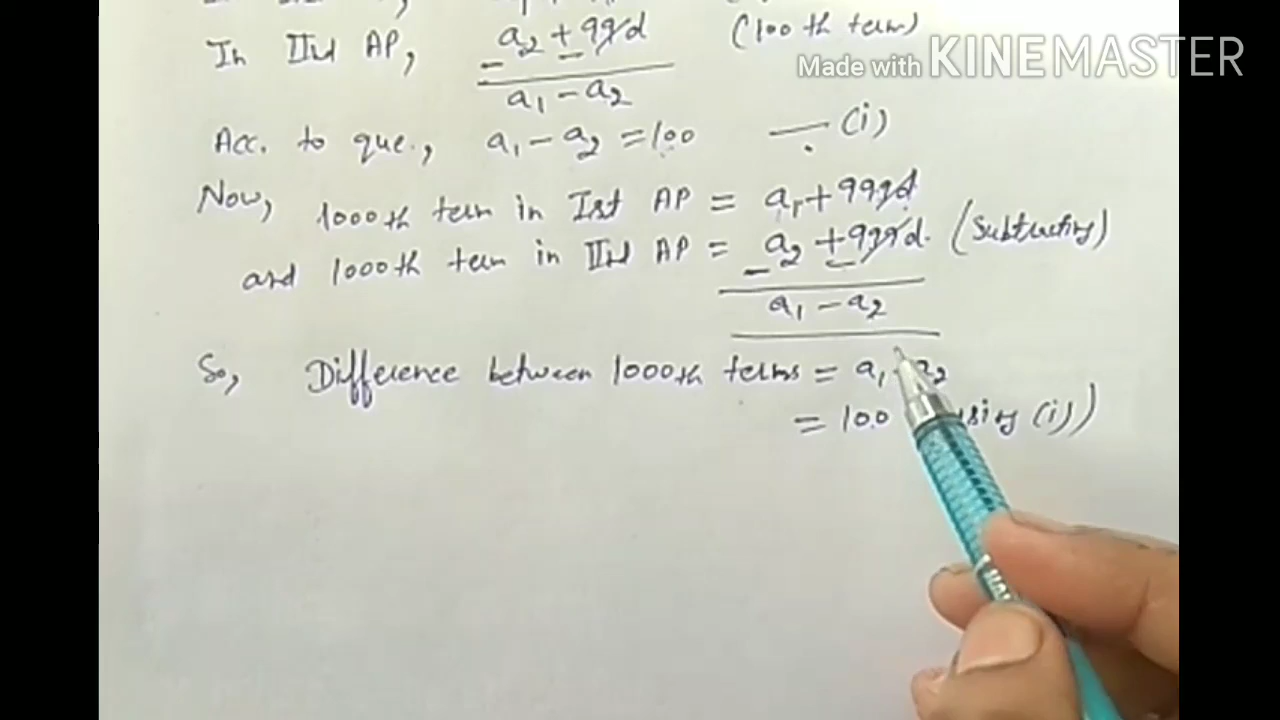 In IInd AP, a2 + 99d (100th term)
Made with KINEMASTER
a1 - a2
Acc. to que., a1 - a2 = 100 — (i)
Now, 1000th term in Ist AP = a1 + 999d
and 1000th term in IInd AP = a2 + 999d. (Subtracting)
a1 - a2
So, Difference between 1000th terms = a1 - a2
= 100 (i))